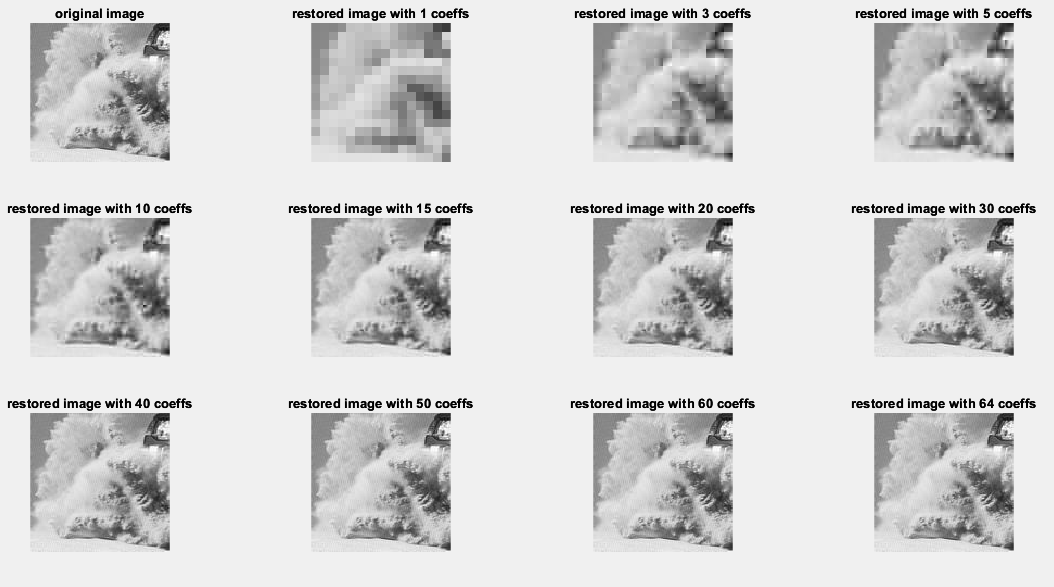 original image
restored image with 1 coeffs
restored image with 3 coeffs
restored image with 5 coeffs
restored image with 10 coeffs
restored image with 15 coeffs
restored image with 20 coeffs
restored image with 30 coeffs
restored image with 40 coeffs
restored image with 50 coeffs
restored image with 60 coeffs
restored image with 64 coeffs